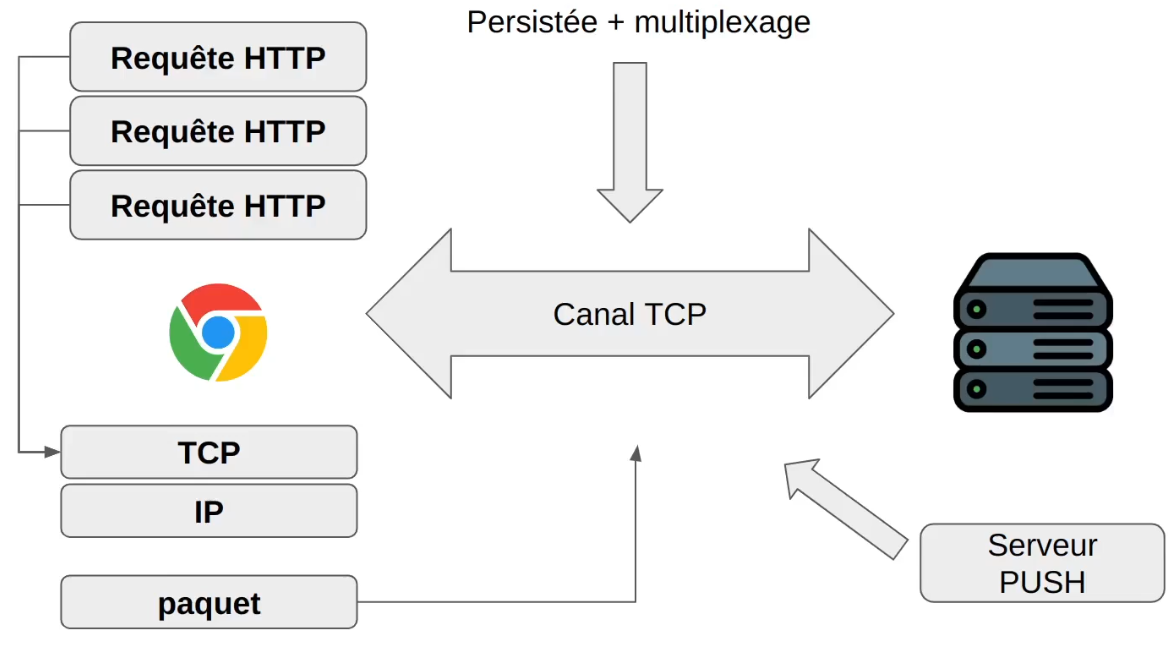 Persistée + multiplexage
Requête HTTP
Requête HTTP
Requête HTTP
Canal TCP
TCP
IP
paquet
Serveur
PUSH